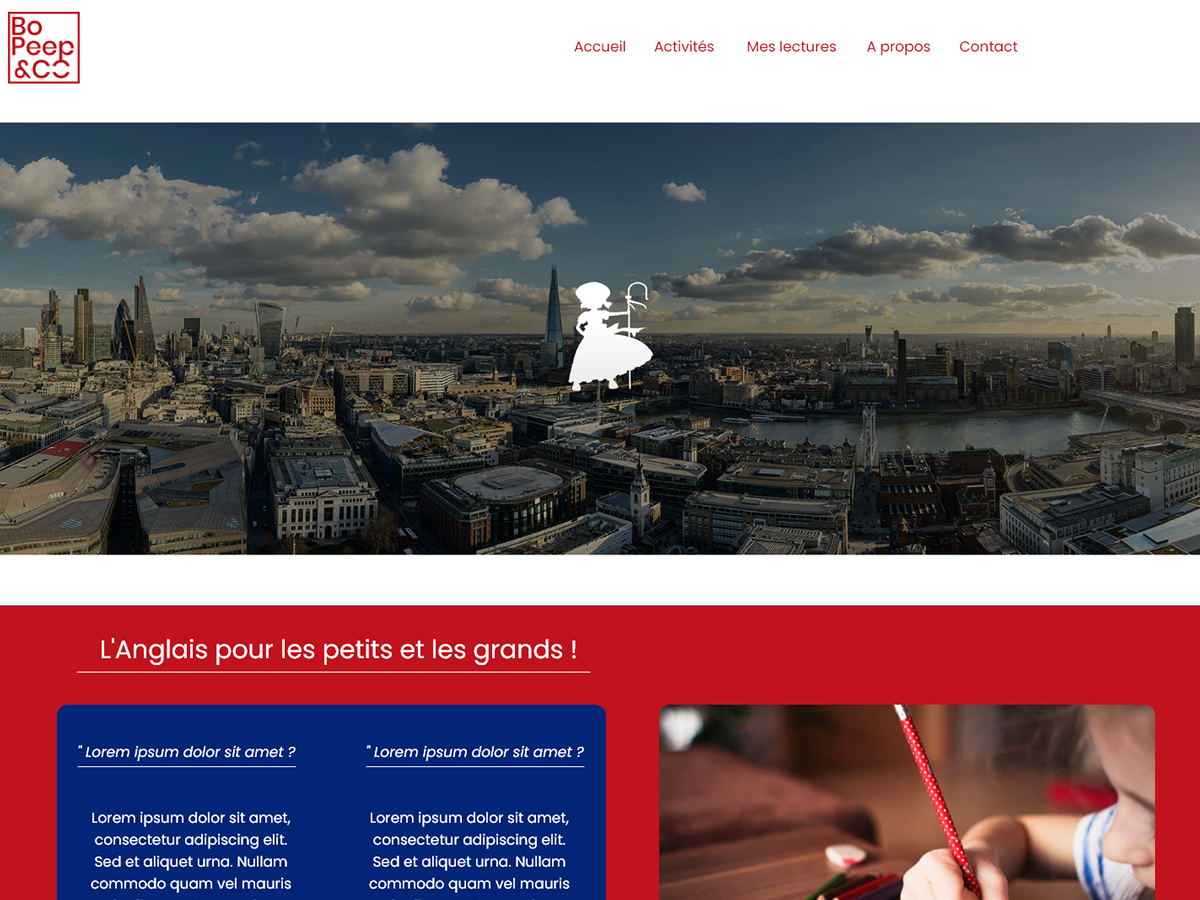 Bo
Peep
&CO
Accueil Activités Mes lectures A propos Contact
L'Anglais pour les petits et les grands !
" Lorem ipsum dolor sit amet ?
Lorem ipsum dolor sit amet,
consectetur adipiscing elit.
Sed et aliquet urna. Nullam
commodo quam vel mauris
" Lorem ipsum dolor sit amet ?
Lorem ipsum dolor sit amet,
consectetur adipiscing elit.
Sed et aliquet urna. Nullam
commodo quam vel mauris